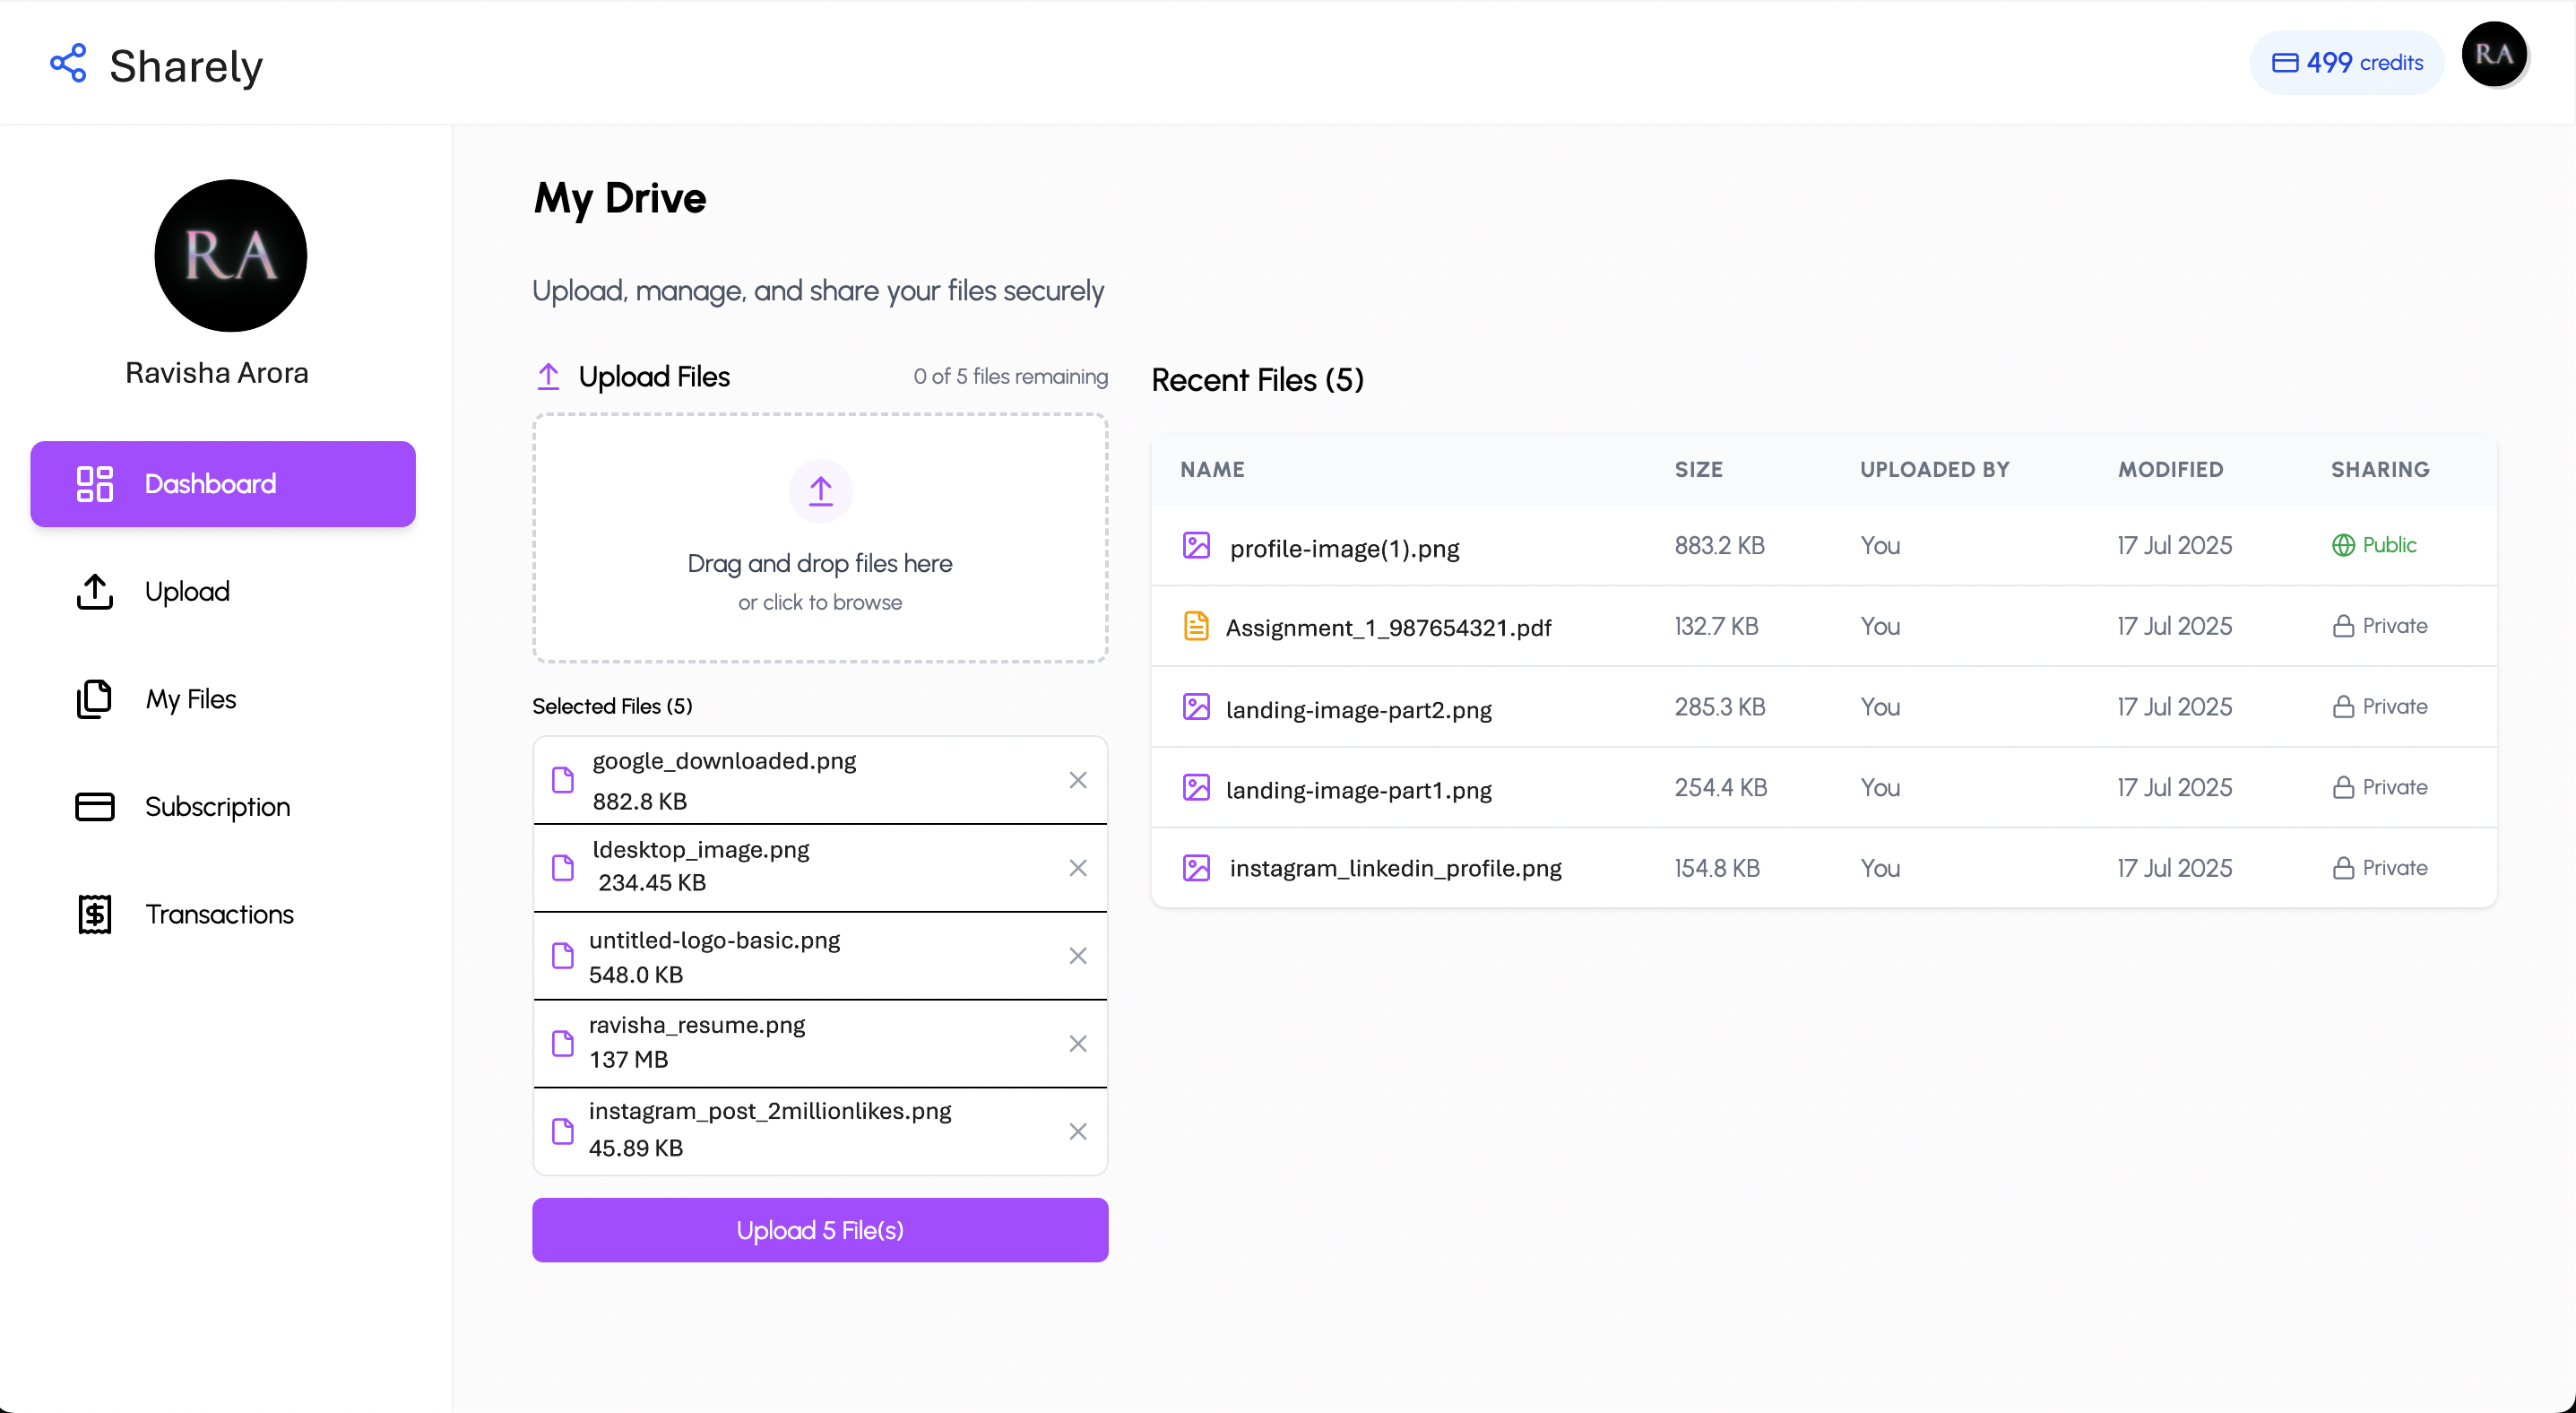 Sharely
499 credits
RA
RA
Ravisha Arora
Dashboard
Upload
My Files
Subscription
Transactions
My Drive
Upload, manage, and share your files securely
Upload Files
0 of 5 files remaining
Drag and drop files here
or click to browse
Selected Files (5)
google_downloaded.png
882.8 KB
ldesktop_image.png
234.45 KB
untitled-logo-basic.png
548.0 KB
ravisha_resume.png
137 MB
instagram_post_2millionlikes.png
45.89 KB
Upload 5 File(s)
Recent Files (5)
NAME SIZE UPLOADED BY MODIFIED SHARING
profile-image(1).png 883.2 KB You 17 Jul 2025 Public
Assignment_1_987654321.pdf 132.7 KB You 17 Jul 2025 Private
landing-image-part2.png 285.3 KB You 17 Jul 2025 Private
landing-image-part1.png 254.4 KB You 17 Jul 2025 Private
instagram_linkedin_profile.png 154.8 KB You 17 Jul 2025 Private